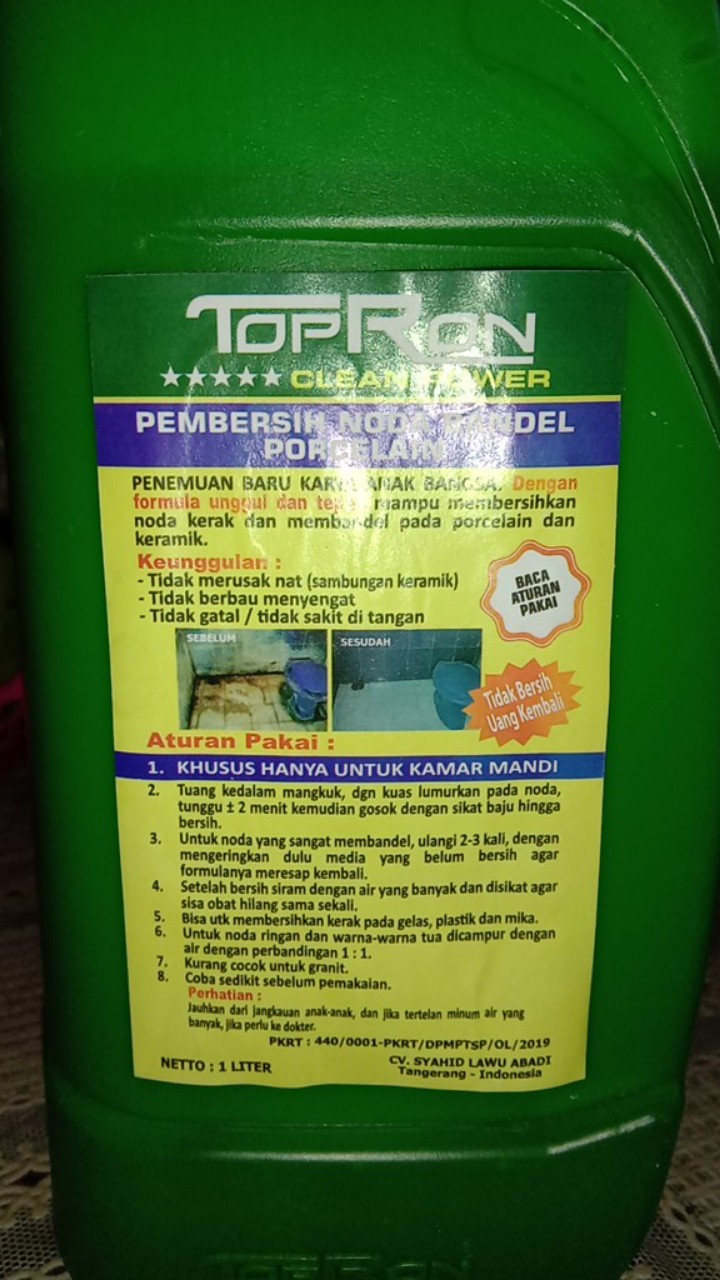 TOPRON
CLEAN POWER
PEMBERSIH NODA BANDEL
PORCELAIN
PENEMUAN BARU KARYA ANAK BANGSA. Dengan
formula unggul dan mampu membersihkan
noda kerak dan membandel pada porcelain dan
keramik.
Keunggulan :
- Tidak merusak nat (sambungan keramik)
- Tidak berbau menyengat
- Tidak gatal / tidak sakit di tangan
BACA
ATURAN
PAKAI
SEBELUM
SESUDAH
Tidak Bersih
Uang Kembali
Aturan Pakai :
1. KHUSUS HANYA UNTUK KAMAR MANDI
2. Tuang kedalam mangkuk, dgn kuas lumurkan pada noda,
tunggu ± 2 menit kemudian gosok dengan sikat baju hingga
bersih.
3. Untuk noda yang sangat membandel, ulangi 2-3 kali, dengan
mengeringkan dulu media yang belum bersih agar
formulanya meresap kembali.
4. Setelah bersih siram dengan air yang banyak dan disikat agar
sisa obat hilang sama sekali.
5. Bisa utk membersihkan kerak pada gelas, plastik dan mika.
6. Untuk noda ringan dan warna-warna tua dicampur dengan
air dengan perbandingan 1 : 1.
7. Kurang cocok untuk granit.
8. Coba sedikit sebelum pemakaian.
Perhatian :
Jauhkan dari jangkauan anak-anak, dan jika tertelan minum air yang
banyak, jika perlu ke dokter.
PKRT : 440/0001-PKRT/DPMPTSP/OL/2019
NETTO : 1 LITER
CV. SYAHID LAWU ABADI
Tangerang - Indonesia
TOPRON